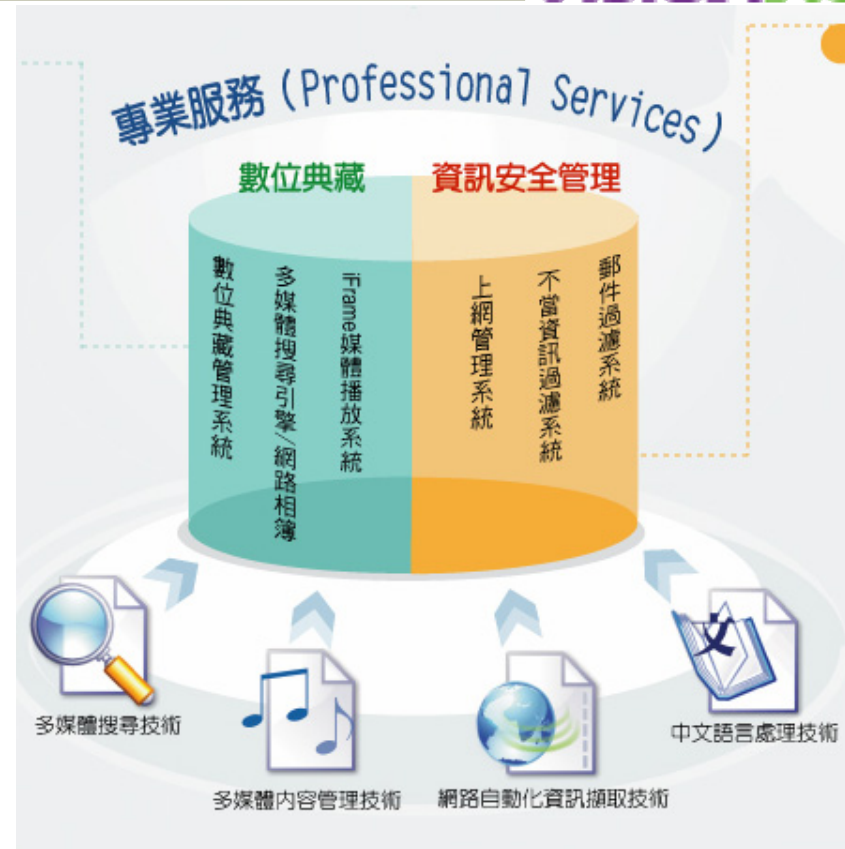 專業服務 (Professional Services)
數位典藏
資訊安全管理
數位典藏管理系統
多媒體搜尋引擎/網路相簿
iFrame媒體播放系統
上網管理系統
不當資訊過濾系統
郵件過濾系統
文
多媒體搜尋技術
多媒體內容管理技術
網路自動化資訊擷取技術
中文語言處理技術